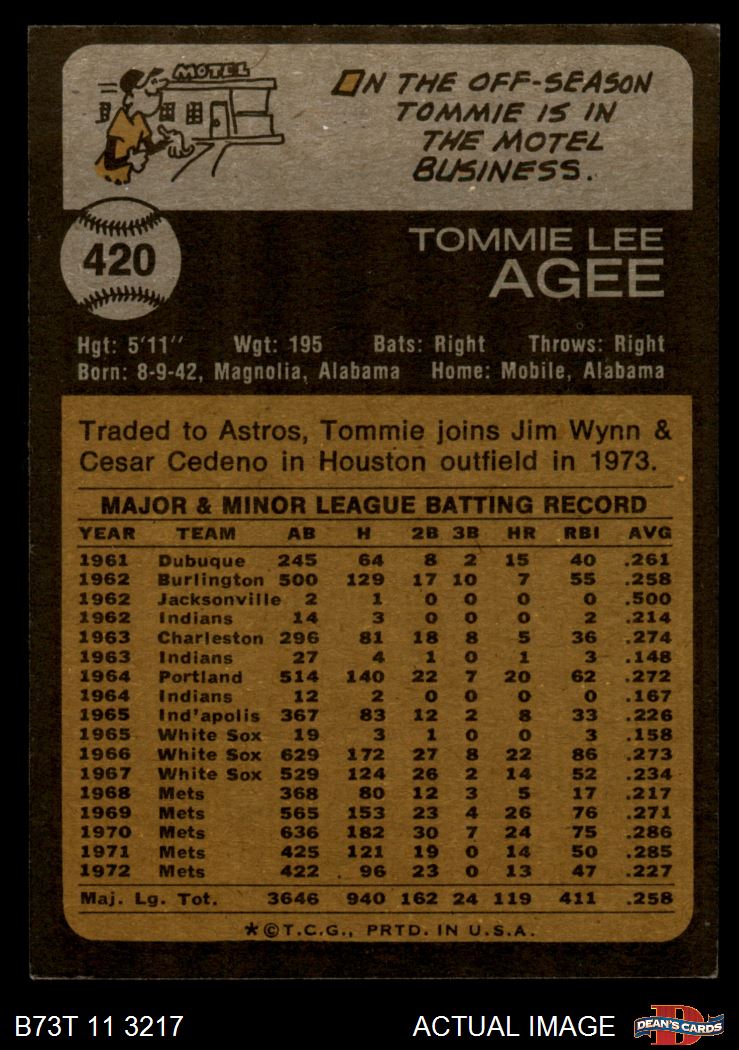 MOTEL
ON THE OFF-SEASON
TOMMIE IS IN
THE MOTEL
BUSINESS.
420
TOMMIE LEE
AGEE
Hgt: 5'11" Wgt: 195 Bats: Right Throws: Right
Born: 8-9-42, Magnolia, Alabama Home: Mobile, Alabama
Traded to Astros, Tommie joins Jim Wynn &
Cesar Cedeno in Houston outfield in 1973.
MAJOR & MINOR LEAGUE BATTING RECORD
YEAR TEAM AB H 2B 3B HR RBI AVG
1961 Dubuque 245 64 8 2 15 40 .261
1962 Burlington 500 129 17 10 7 55 .258
1962 Jacksonville 2 1 0 0 0 0 .500
1962 Indians 14 3 0 0 0 2 .214
1963 Charleston 296 81 18 8 5 36 .274
1963 Indians 27 4 1 0 1 3 .148
1964 Portland 514 140 22 7 20 62 .272
1964 Indians 12 2 0 0 0 0 .167
1965 Ind'apolis 367 83 12 2 8 33 .226
1965 White Sox 19 3 1 0 0 3 .158
1966 White Sox 629 172 27 8 22 86 .273
1967 White Sox 529 124 26 2 14 52 .234
1968 Mets 368 80 12 3 5 17 .217
1969 Mets 565 153 23 4 26 76 .271
1970 Mets 636 182 30 7 24 75 .286
1971 Mets 425 121 19 0 14 50 .285
1972 Mets 422 96 23 0 13 47 .227
Maj. Lg. Tot. 3646 940 162 24 119 411 .258
*©T.C.G., PRTD. IN U.S.A.
B73T 11 3217 ACTUAL IMAGE D DEAN'S CARDS